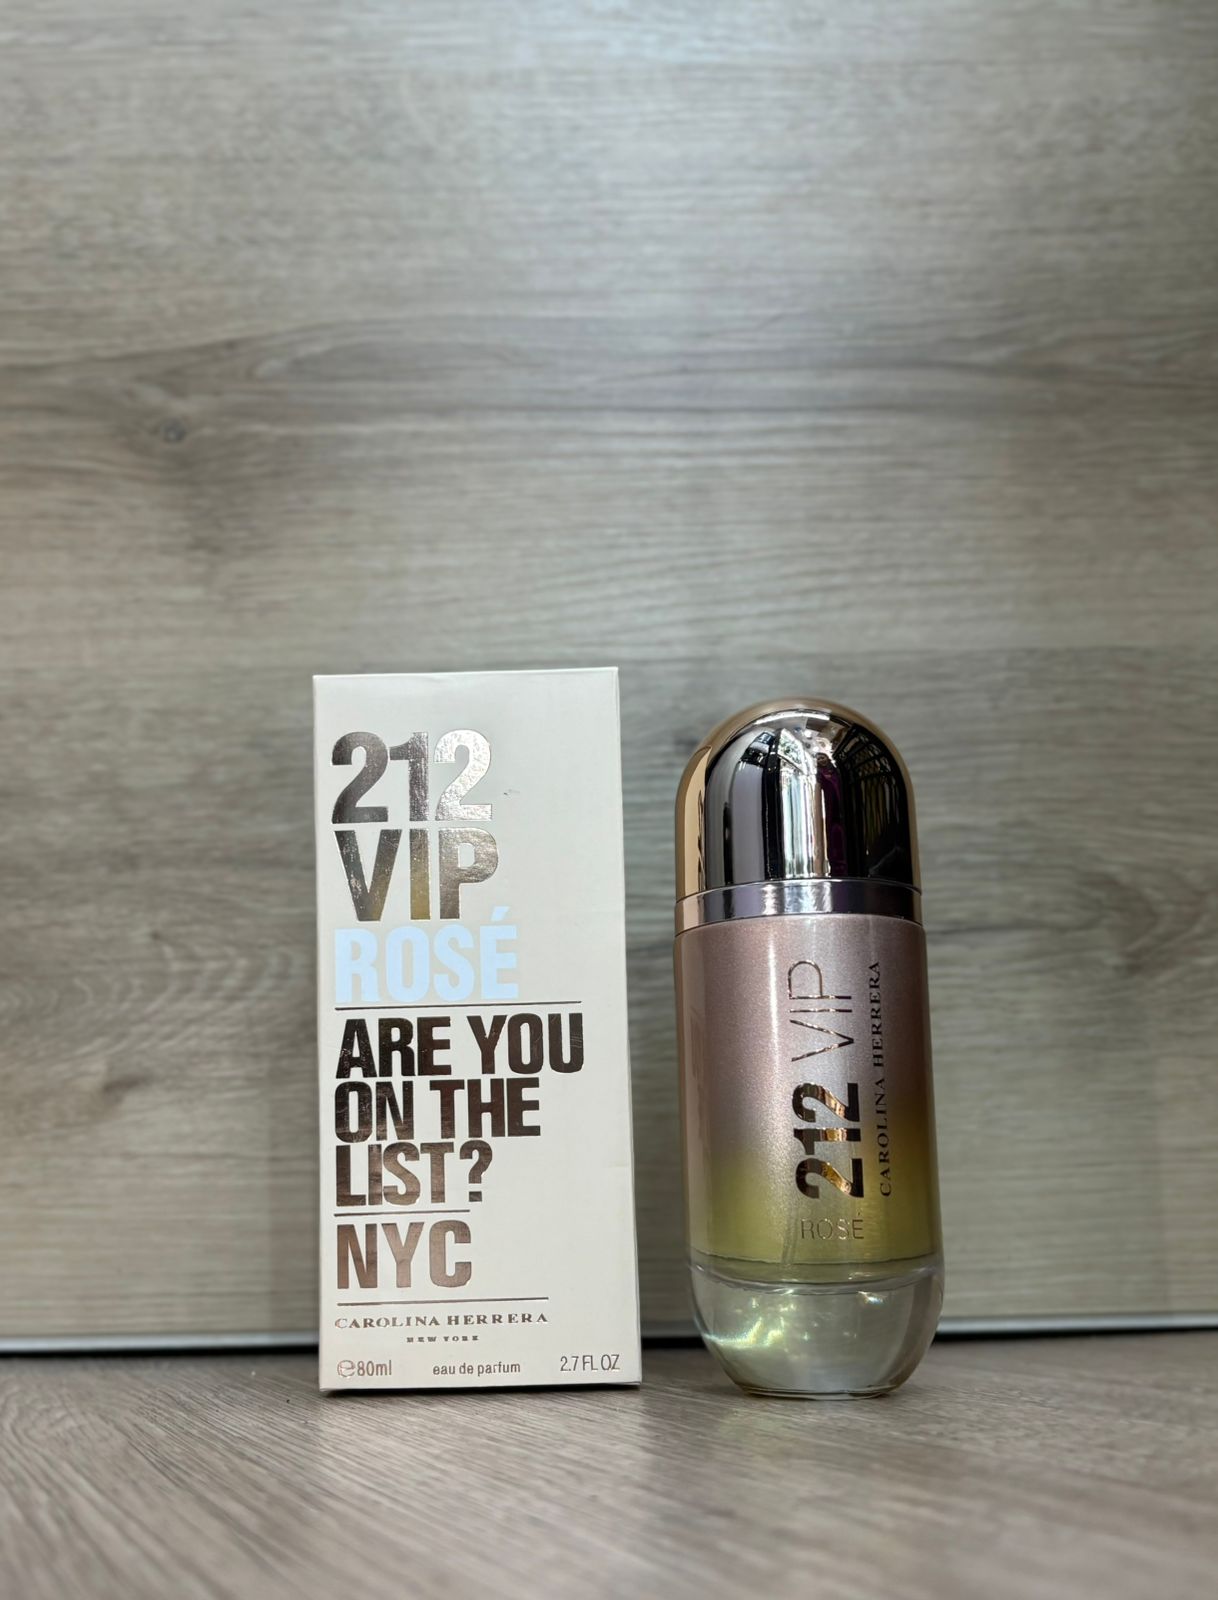 212
VIP
ROSÉ
ARE YOU
ON THE
LIST?
NYC
CAROLINA HERRERA
NEW YORK
e80ml eau de parfum 2.7 FL OZ
212 VIP
CAROLINA HERRERA
ROSÉ